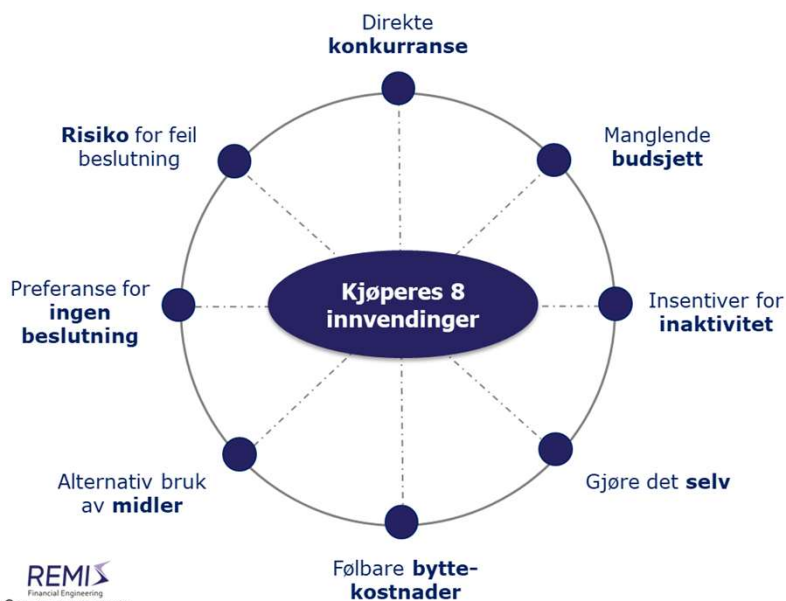 Direkte
konkurranse
Manglende
budsjett
Insentiver for
inaktivitet
Gjøre det selv
Følbare bytte-
kostnader
Alternativ bruk
av midler
Preferanse for
ingen
beslutning
Risiko for feil
beslutning
Kjøperes 8
innvendinger
REMIS
Financial Engineering